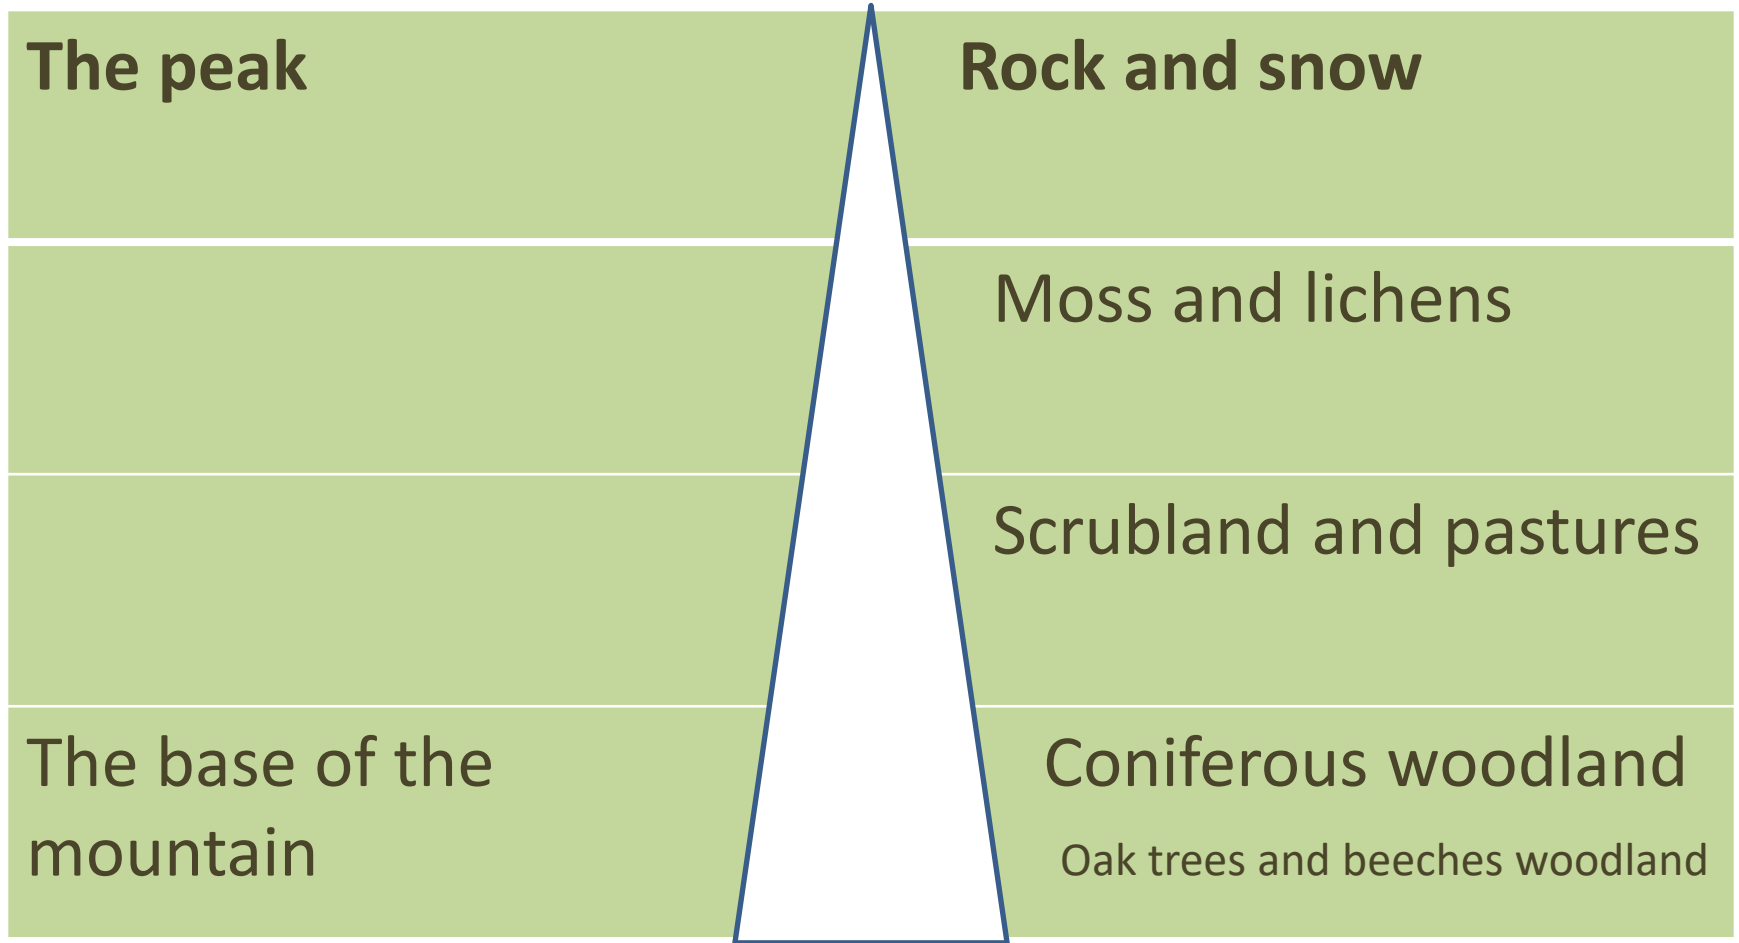 The peak
Rock and snow
Moss and lichens
Scrubland and pastures
The base of the
mountain
Coniferous woodland
Oak trees and beeches woodland